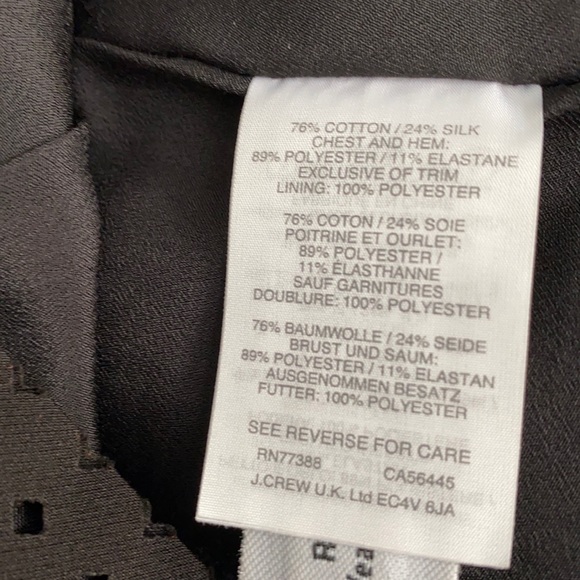 76% COTTON / 24% SILK
CHEST AND HEM:
89% POLYESTER / 11% ELASTANE
EXCLUSIVE OF TRIM
LINING: 100% POLYESTER
76% COTON / 24% SOIE
POITRINE ET OURLET:
89% POLYESTER /
11% ÉLASTHANNE
SAUF GARNITURES
DOUBLURE: 100% POLYESTER
76% BAUMWOLLE / 24% SEIDE
BRUST UND SAUM:
89% POLYESTER / 11% ELASTAN
AUSGENOMMEN BESATZ
FUTTER: 100% POLYESTER
SEE REVERSE FOR CARE
RN77388 CA56445
J.CREW U.K. Ltd EC4V 6JA